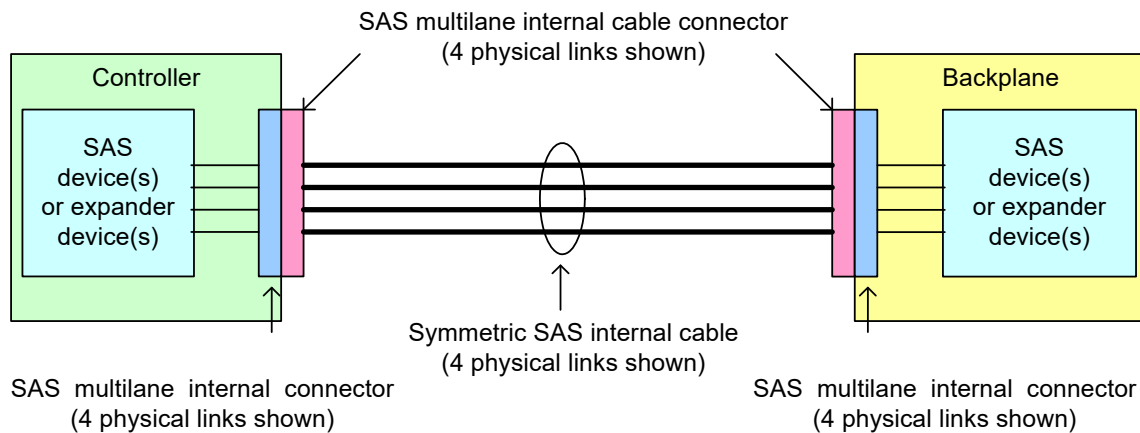 SAS multilane internal cable connector
(4 physical links shown)
Controller
Backplane
SAS
device(s)
or expander
device(s)
SAS
device(s)
or expander
device(s)
Symmetric SAS internal cable
(4 physical links shown)
SAS multilane internal connector
(4 physical links shown)
SAS multilane internal connector
(4 physical links shown)